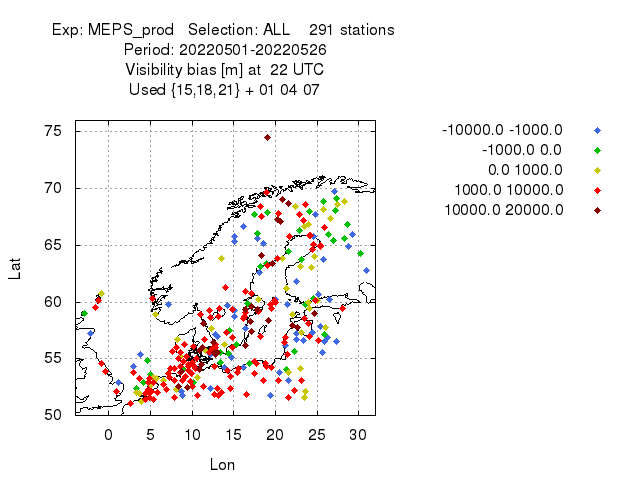 Exp: MEPS_prod   Selection: ALL    291 stations
Period: 20220501-20220526
Visibility bias [m] at  22 UTC
Used {15,18,21} + 01 04 07
-10000.0 -1000.0
-1000.0 0.0
0.0 1000.0
1000.0 10000.0
10000.0 20000.0
75
70
65
60
55
50
Lat
0 5 10 15 20 25 30
Lon